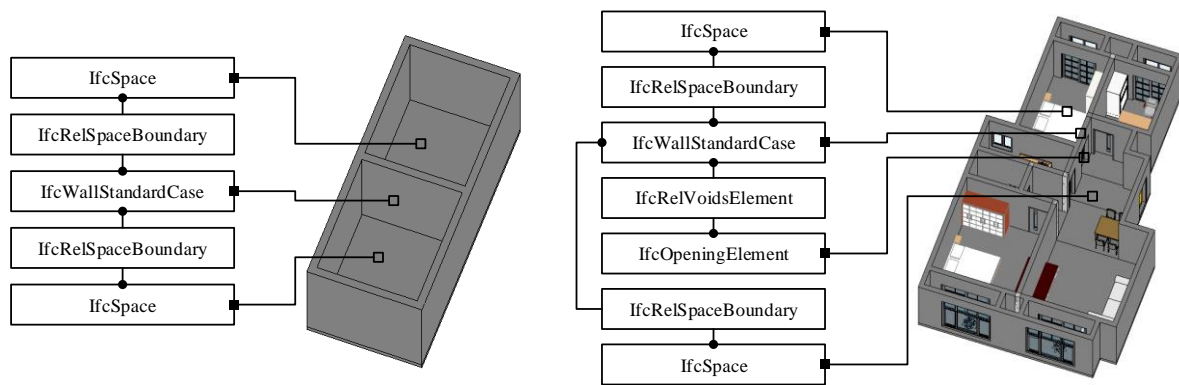 IfcSpace
IfcRelSpaceBoundary
IfcWallStandardCase
IfcRelSpaceBoundary
IfcSpace
IfcSpace
IfcRelSpaceBoundary
IfcWallStandardCase
IfcRelVoidsElement
IfcOpeningElement
IfcRelSpaceBoundary
IfcSpace